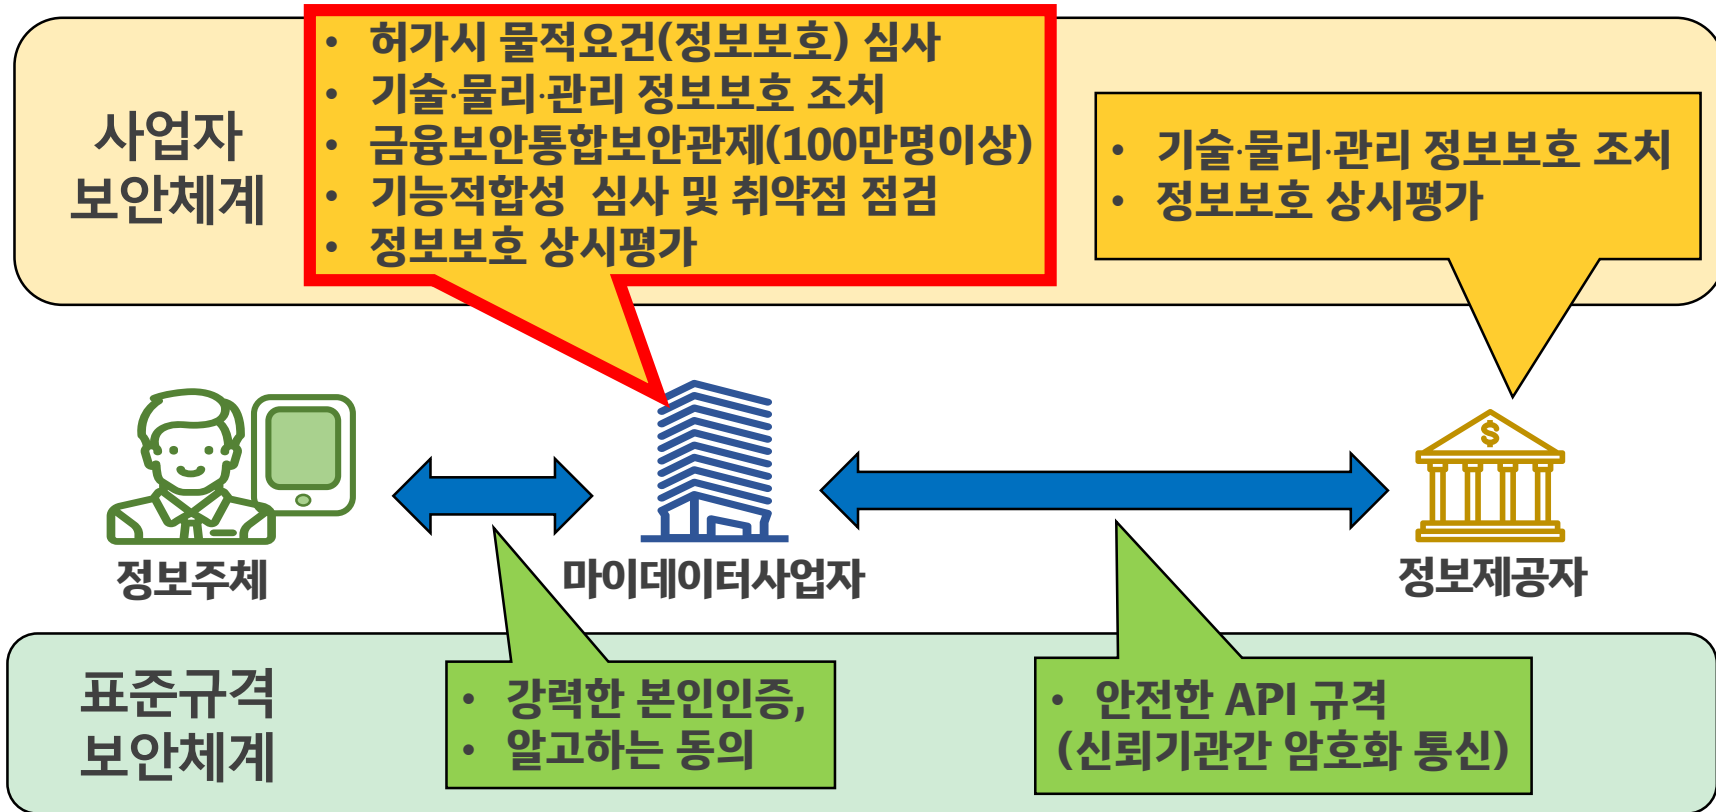 사업자
보안체계
• 허가시 물적요건(정보보호) 심사
• 기술·물리·관리 정보보호 조치
• 금융보안통합보안관제(100만명이상)
• 기능적합성 심사 및 취약점 점검
• 정보보호 상시평가
• 기술·물리·관리 정보보호 조치
• 정보보호 상시평가
$
정보주체
마이데이터사업자
정보제공자
표준규격
보안체계
• 강력한 본인인증,
• 알고하는 동의
• 안전한 API 규격
(신뢰기관간 암호화 통신)